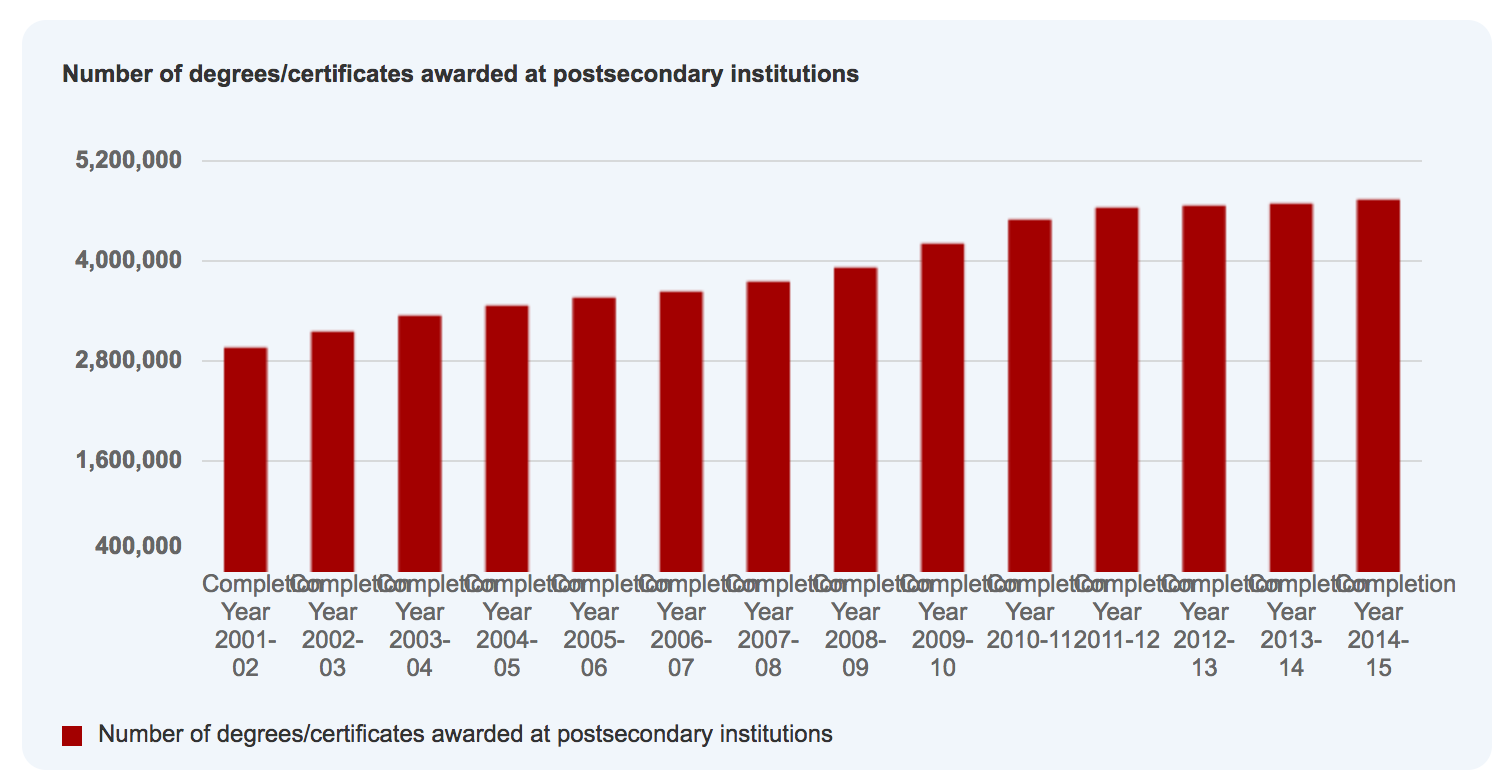 Number of degrees/certificates awarded at postsecondary institutions
5,200,000
4,000,000
2,800,000
1,600,000
400,000
Completion Completion Completion Completion Completion Completion Completion Completion Completion Completion Completion Completion Completion Completion
Year Year Year Year Year Year Year Year Year Year Year Year Year Year
2001- 2002- 2003- 2004- 2005- 2006- 2007- 2008- 2009- 2010-11 2011-12 2012- 2013- 2014-
02 03 04 05 06 07 08 09 10 13 14 15
Number of degrees/certificates awarded at postsecondary institutions